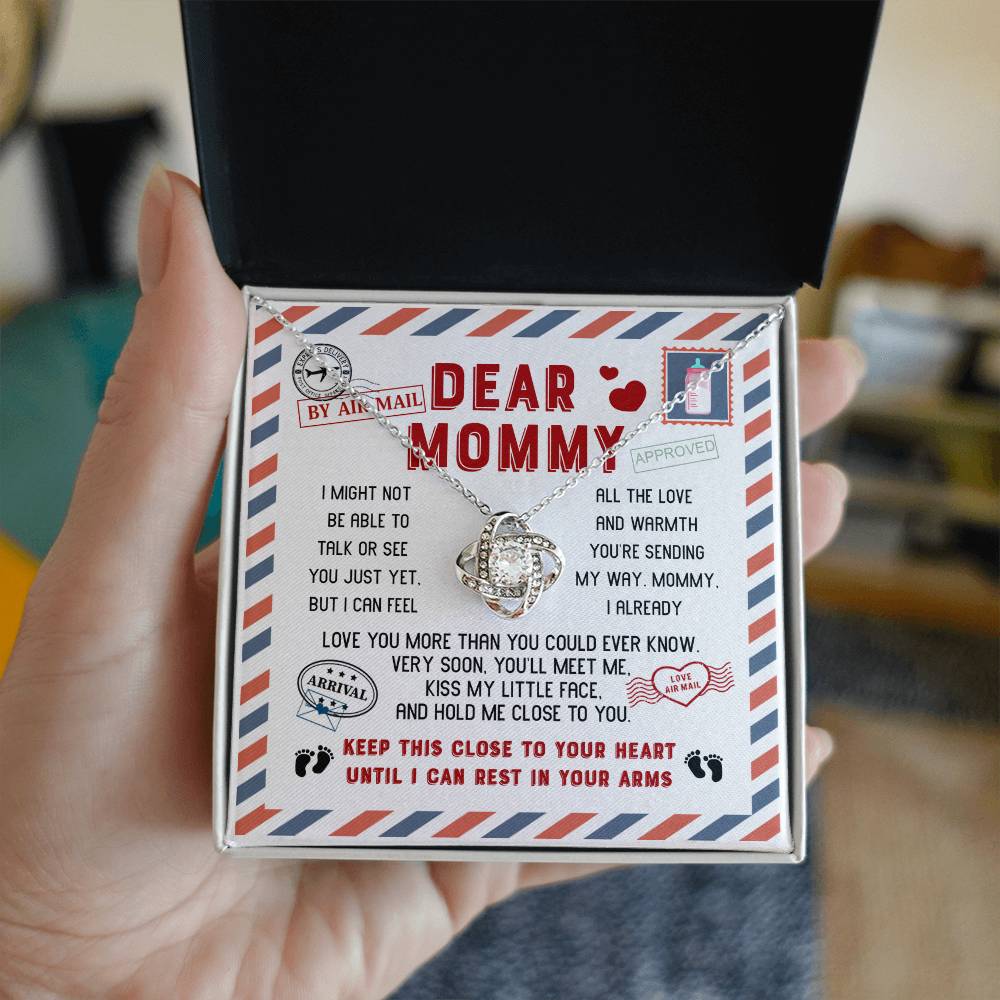 EXPRESS DELIVERY
BY AIR MAIL
DEAR
MOMMY
APPROVED
I MIGHT NOT
BE ABLE TO
TALK OR SEE
YOU JUST YET,
BUT I CAN FEEL
ALL THE LOVE
AND WARMTH
YOU'RE SENDING
MY WAY. MOMMY,
I ALREADY
LOVE YOU MORE THAN YOU COULD EVER KNOW.
VERY SOON, YOU'LL MEET ME,
KISS MY LITTLE FACE,
AND HOLD ME CLOSE TO YOU.
ARRIVAL
LOVE
AIR MAIL
KEEP THIS CLOSE TO YOUR HEART
UNTIL I CAN REST IN YOUR ARMS